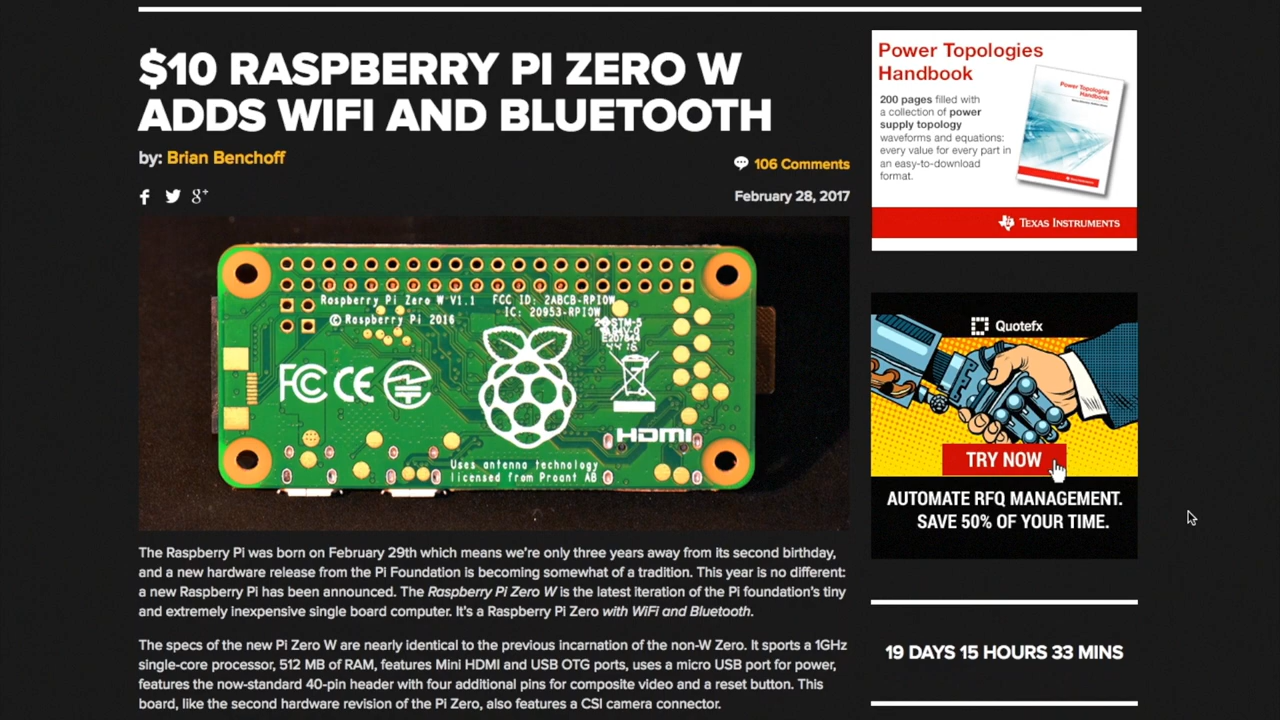 $10 RASPBERRY PI ZERO W
ADDS WIFI AND BLUETOOTH
by: Brian Benchoff
106 Comments
February 28, 2017
Raspberry Pi Zero W V1.1
© Raspberry Pi 2016
FCC ID: 2ABCB-RPI0W
IC: 20953-RPI0W
E207844
4416
FC CE
HDMI
Uses antenna technology
licensed from Proant AB
The Raspberry Pi was born on February 29th which means we're only three years away from its second birthday,
and a new hardware release from the Pi Foundation is becoming somewhat of a tradition. This year is no different:
a new Raspberry Pi has been announced. The Raspberry Pi Zero W is the latest iteration of the Pi foundation's tiny
and extremely inexpensive single board computer. It's a Raspberry Pi Zero with WiFi and Bluetooth.
The specs of the new Pi Zero W are nearly identical to the previous incarnation of the non-W Zero. It sports a 1GHz
single-core processor, 512 MB of RAM, features Mini HDMI and USB OTG ports, uses a micro USB port for power,
features the now-standard 40-pin header with four additional pins for composite video and a reset button. This
board, like the second hardware revision of the Pi Zero, also features a CSI camera connector.
Power Topologies
Handbook
200 pages filled with
a collection of power
supply topology
waveforms and equations:
every value for every part in
an easy-to-download
format.
Power Topologies
Handbook
TEXAS INSTRUMENTS
Quotefx
TRY NOW
AUTOMATE RFQ MANAGEMENT.
SAVE 50% OF YOUR TIME.
19 DAYS 15 HOURS 33 MINS